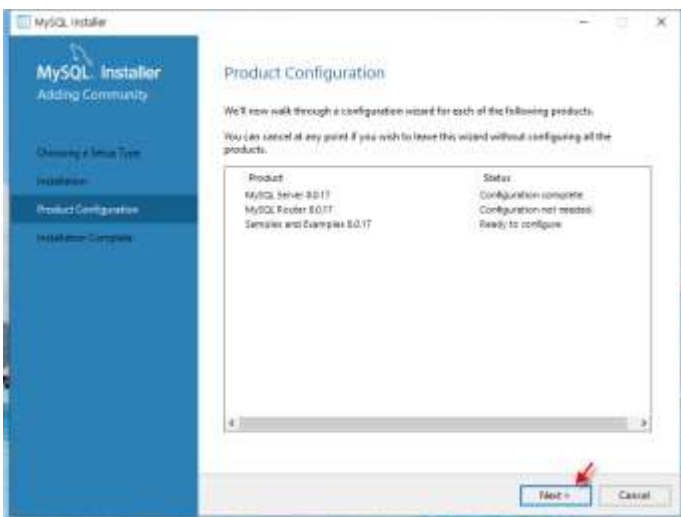 MySQL Installer
MySQL Installer
Adding Community
Choosing a Setup Type
Installation
Product Configuration
Installation Complete
Product Configuration
We'll now walk through a configuration wizard for each of the following products.
You can cancel at any point if you wish to leave this wizard without configuring all the
products.
Product Status
MySQL Server 8.0.17 Configuration complete.
MySQL Router 8.0.17 Configuration not needed.
Samples and Examples 8.0.17 Ready to configure
Next > Cancel